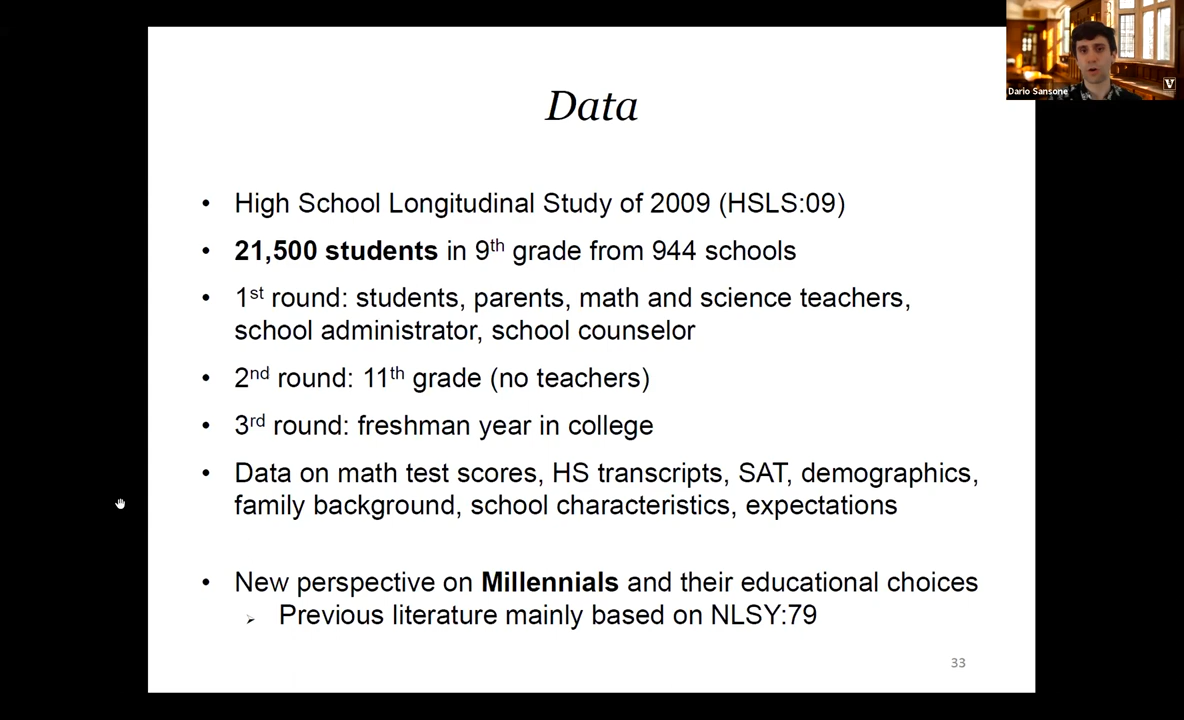 Data
• High School Longitudinal Study of 2009 (HSLS:09)
• 21,500 students in 9th grade from 944 schools
• 1st round: students, parents, math and science teachers,
school administrator, school counselor
• 2nd round: 11th grade (no teachers)
• 3rd round: freshman year in college
• Data on math test scores, HS transcripts, SAT, demographics,
family background, school characteristics, expectations
• New perspective on Millennials and their educational choices
➢ Previous literature mainly based on NLSY:79
33
Dario Sansone
V